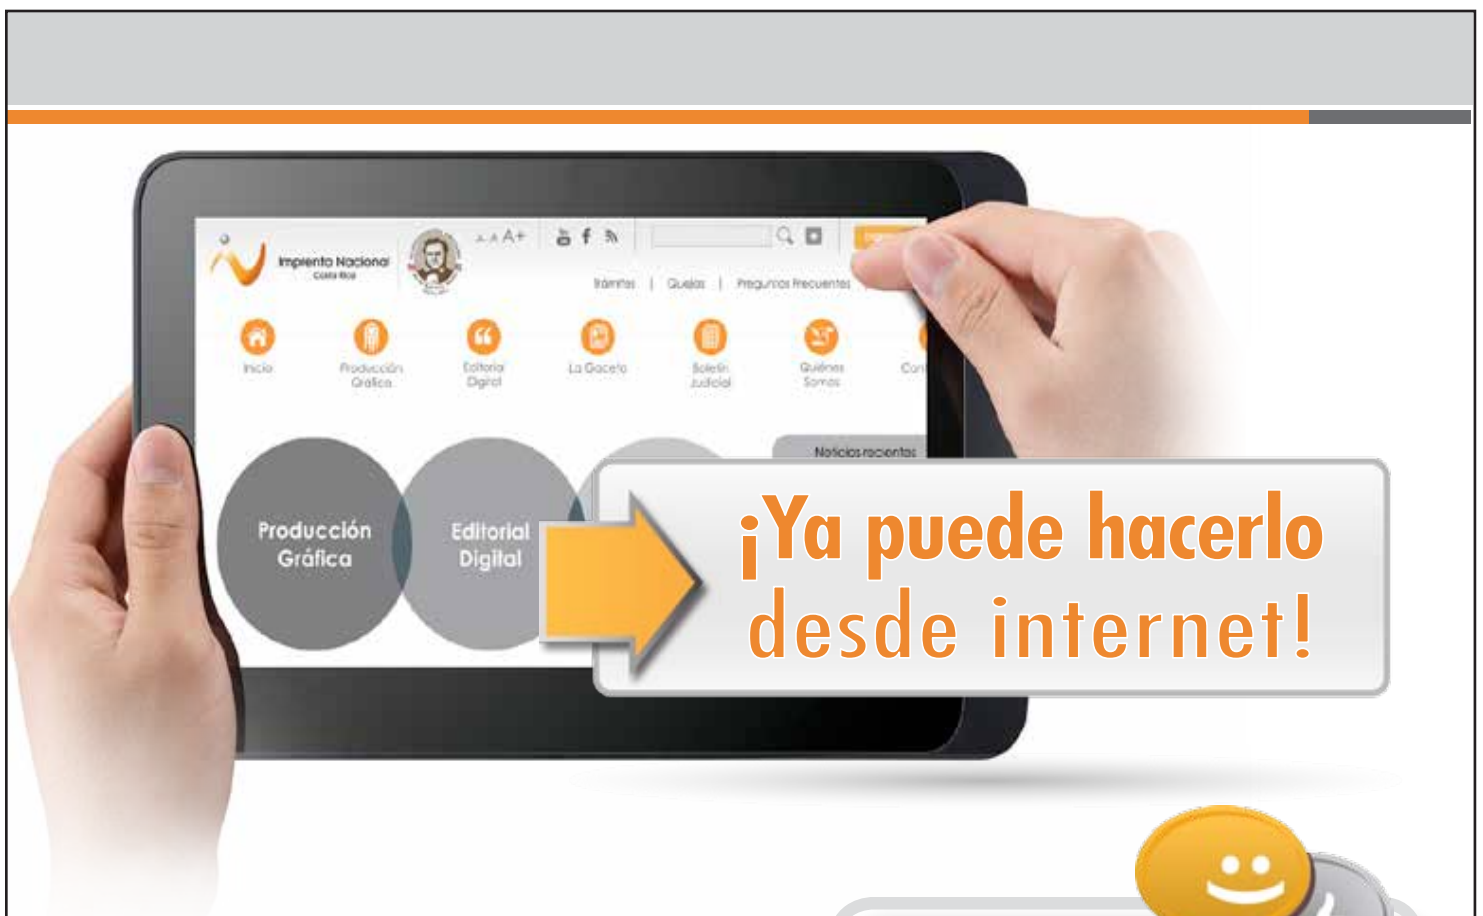 Imprenta Nacional
Costa Rica
A A A+
Trámites | Quejas | Preguntas Frecuentes
Inicio
Producción
Gráfica
Editorial
Digital
La Gaceta
Boletín
Judicial
Quiénes
Somos
Noticias recientes
Producción
Gráfica
Editorial
Digital
¡Ya puede hacerlo
desde internet!